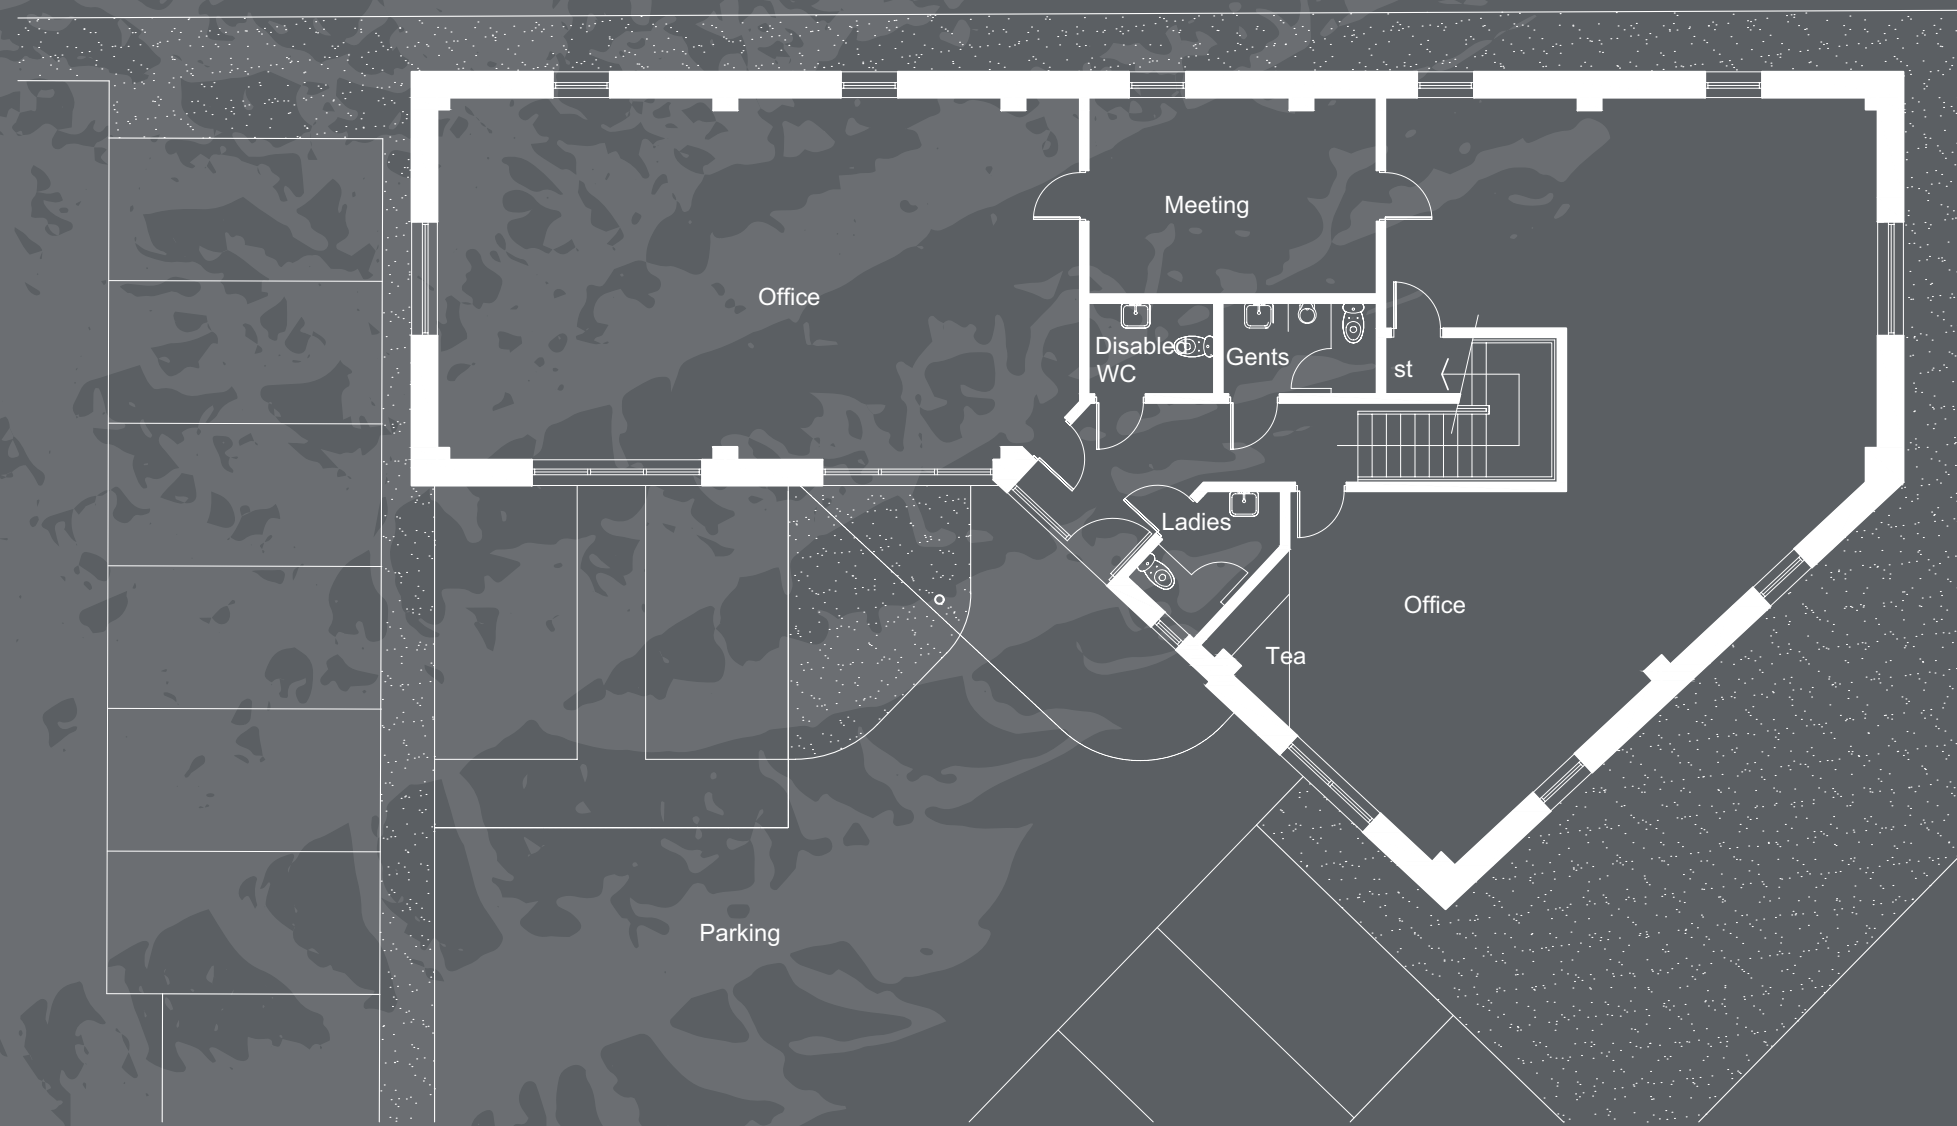 Meeting
Office
Disabled
WC
Gents
st
Ladies
Office
Tea
Parking